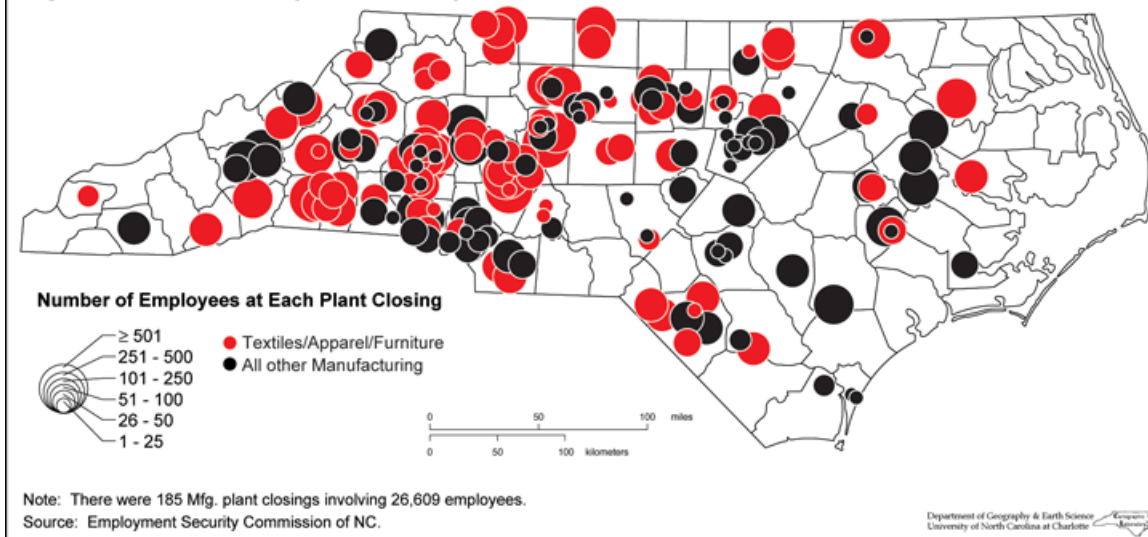 Number of Employees at Each Plant Closing
≥ 501
251 - 500
101 - 250
51 - 100
26 - 50
1 - 25
Textiles/Apparel/Furniture
All other Manufacturing
0 50 100 miles
0 50 100 kilometers
Note: There were 185 Mfg. plant closings involving 26,609 employees.
Source: Employment Security Commission of NC.
Department of Geography & Earth Science
University of North Carolina at Charlotte